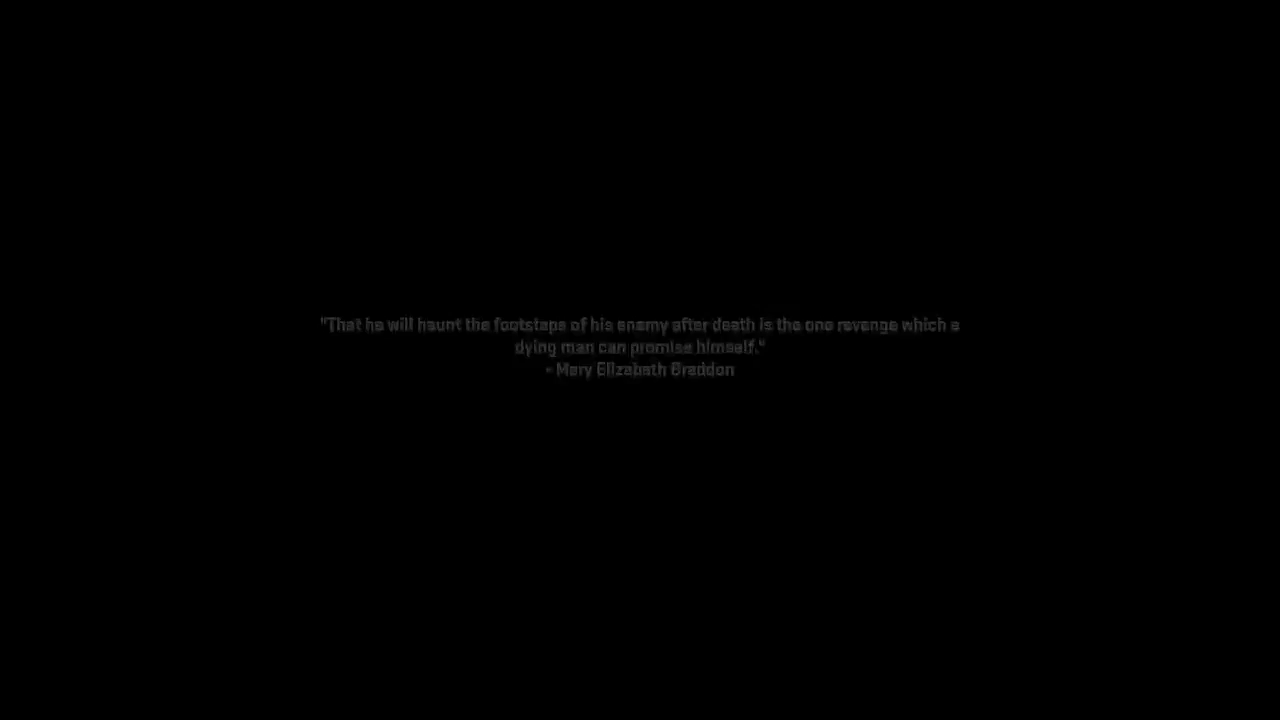 "That he will haunt the footsteps of his enemy after death is the one revenge which a
dying man can promise himself."
- Mary Elizabeth Braddon